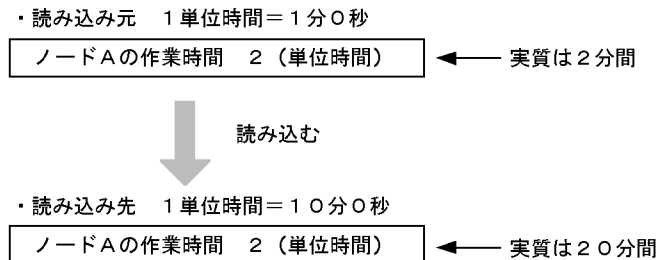 ・読み込み元　１単位時間＝１分０秒
ノードＡの作業時間　２（単位時間）
実質は２分間
読み込む
・読み込み先　１単位時間＝１０分０秒
ノードＡの作業時間　２（単位時間）
実質は２０分間